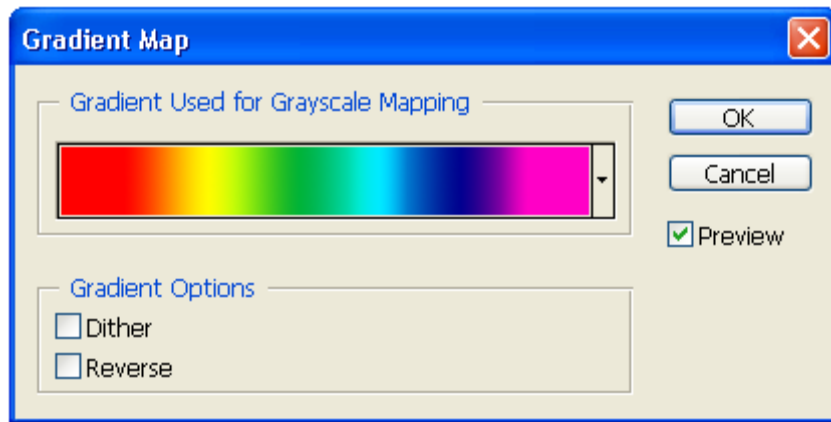 Gradient Map
Gradient Used for Grayscale Mapping
OK
Cancel
Preview
Gradient Options
Dither
Reverse